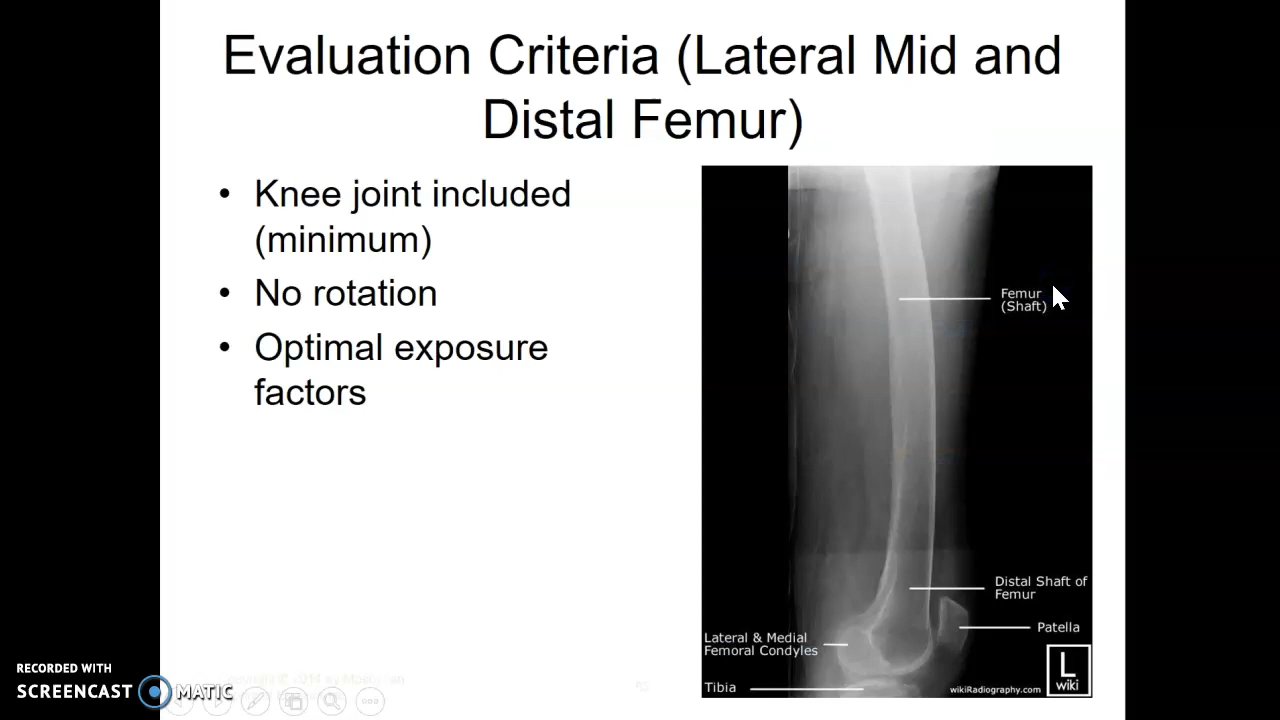 Evaluation Criteria (Lateral Mid and
Distal Femur)
• Knee joint included
(minimum)
• No rotation
• Optimal exposure
factors
Femur
(Shaft)
Distal Shaft of
Femur
Patella
Lateral & Medial
Femoral Condyles
Tibia
wikiRadiography.com
L
wiki
RECORDED WITH
SCREENCAST MATIC